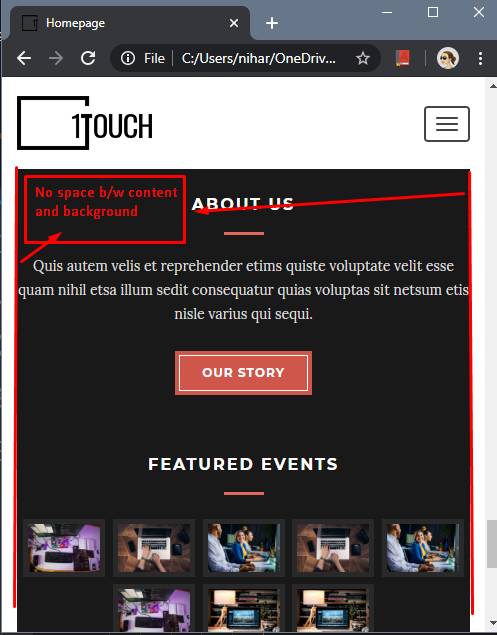 Homepage
File
C:/Users/nihar/OneDriv...
1TOUCH
No space b/w content
and background
ABOUT US
Quis autem velis et reprehender etims quiste voluptate velit esse
quam nihil etsa illum sedit consequatur quias voluptas sit netsum etis
nisle varius qui sequi.
OUR STORY
FEATURED EVENTS